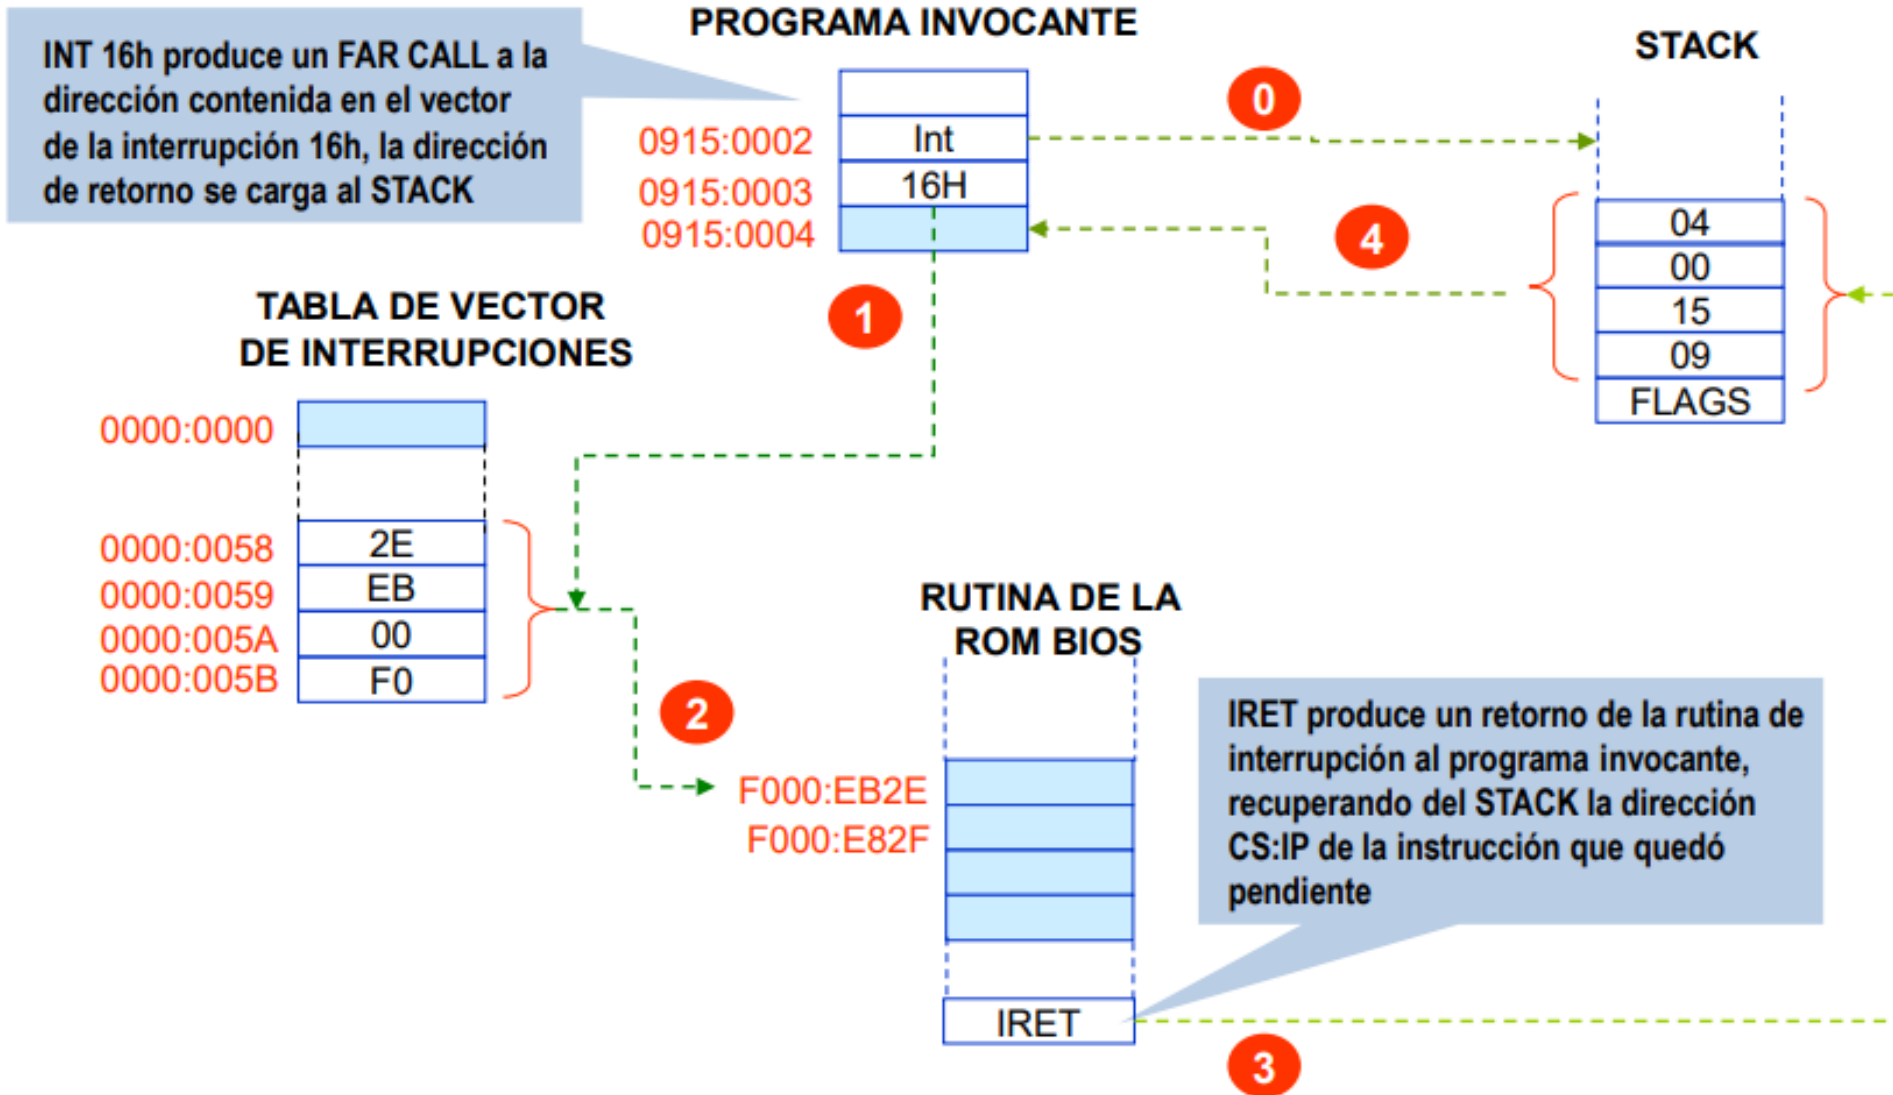 PROGRAMA INVOCANTE
INT 16h produce un FAR CALL a la
dirección contenida en el vector
de la interrupción 16h, la dirección
de retorno se carga al STACK
0915:0002
Int
0915:0003
16H
0915:0004
0
STACK
4
04
00
15
09
FLAGS
1
TABLA DE VECTOR
DE INTERRUPCIONES
0000:0000
0000:0058
2E
0000:0059
EB
0000:005A
00
0000:005B
F0
2
RUTINA DE LA
ROM BIOS
F000:EB2E
F000:E82F
IRET
IRET produce un retorno de la rutina de
interrupción al programa invocante,
recuperando del STACK la dirección
CS:IP de la instrucción que quedó
pendiente
3